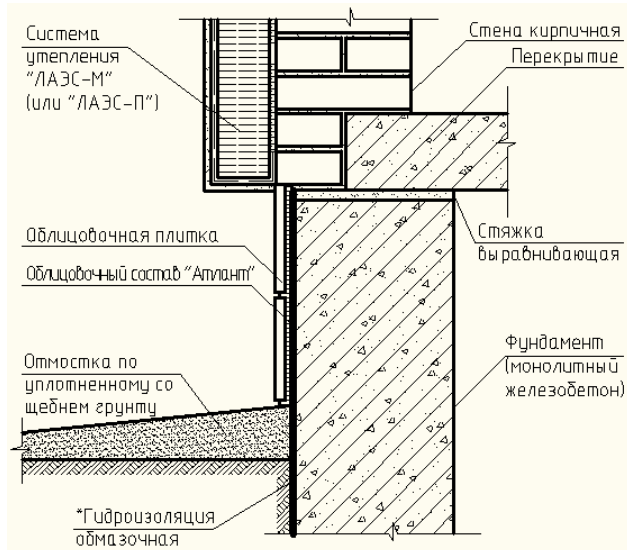 Система
утепления
"ЛАЭС-М"
(или "ЛАЭС-П")
Стена кирпичная
Перекрытие
Облицовочная плитка
Облицовочный состав "Атлант"
Стяжка
выравнивающая
Отмостка по
уплотненному со
щебнем грунту
Фундамент
(монолитный
железобетон)
*Гидроизоляция
обмазочная